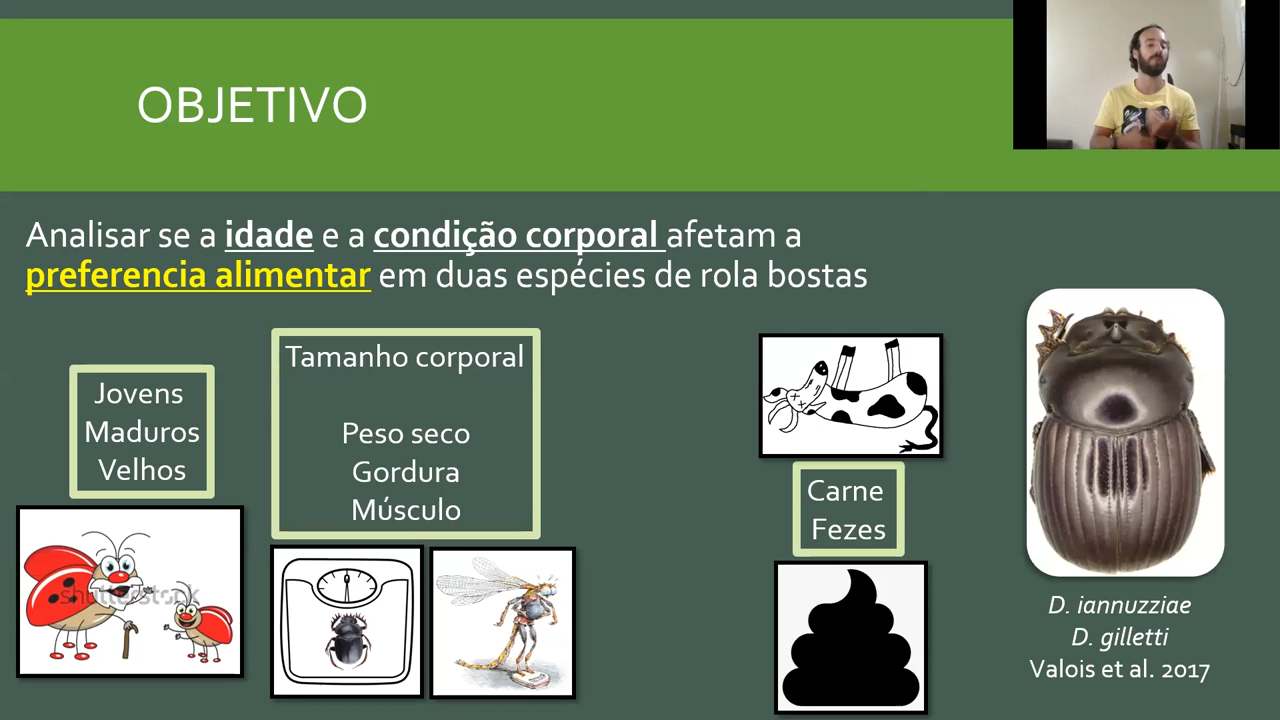 OBJETIVO
Analisar se a idade e a condição corporal afetam a
preferencia alimentar em duas espécies de rola bostas
Jovens
Maduros
Velhos
Tamanho corporal
Peso seco
Gordura
Músculo
Carne
Fezes
shutterstock
D. iannuzziae
D. gilletti
Valois et al. 2017